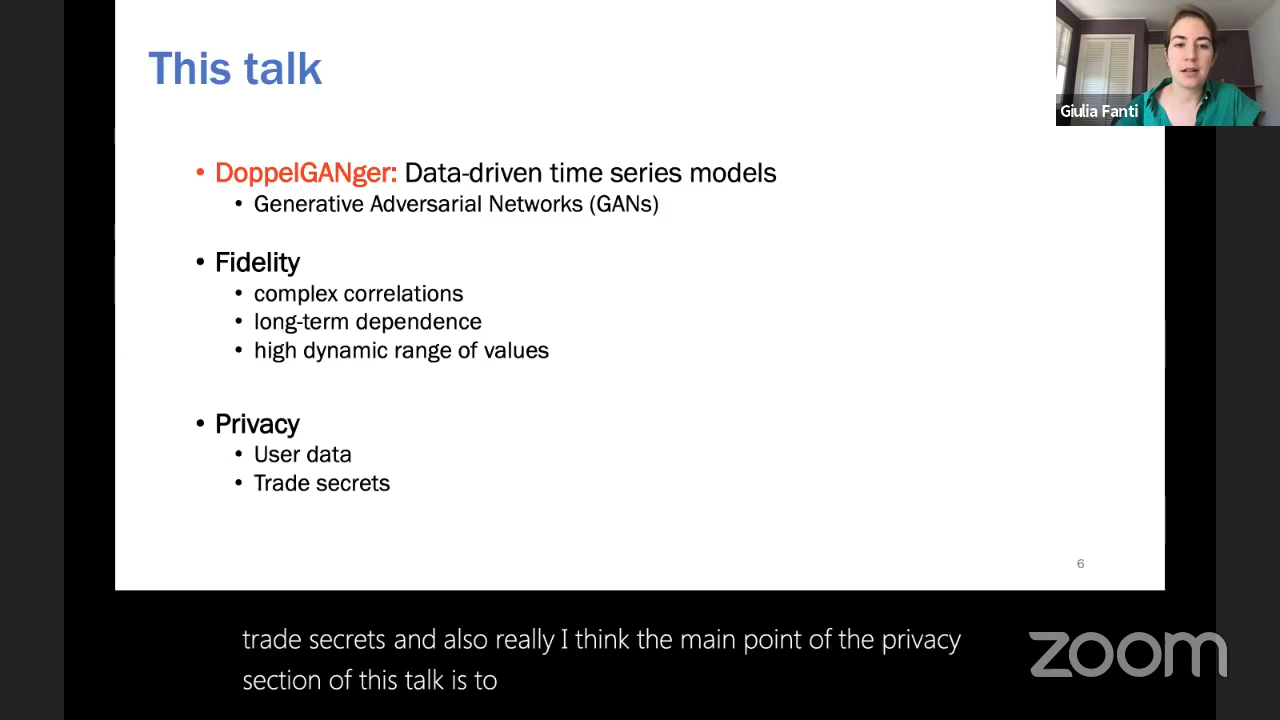 This talk
Giulia Fanti
• DoppelGANger: Data-driven time series models
• Generative Adversarial Networks (GANs)
• Fidelity
• complex correlations
• long-term dependence
• high dynamic range of values
• Privacy
• User data
• Trade secrets
6
trade secrets and also really I think the main point of the privacy
section of this talk is to
zoom